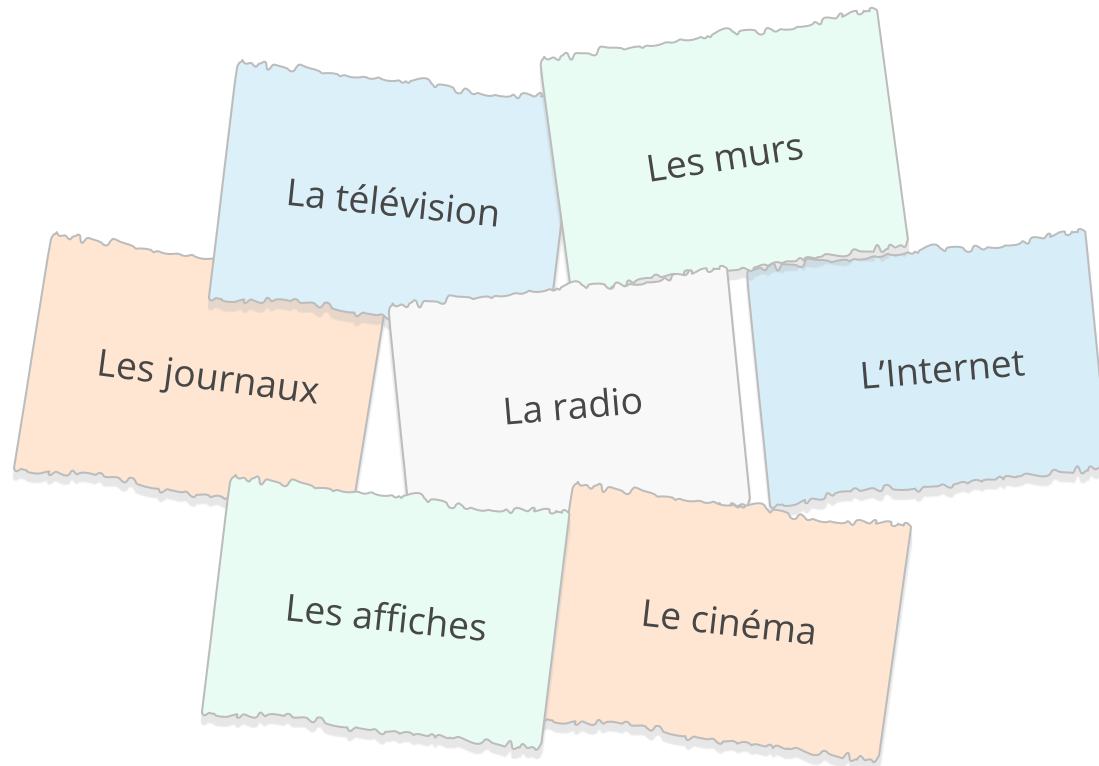 Les murs
La télévision
Les journaux
La radio
L’Internet
Les affiches
Le cinéma